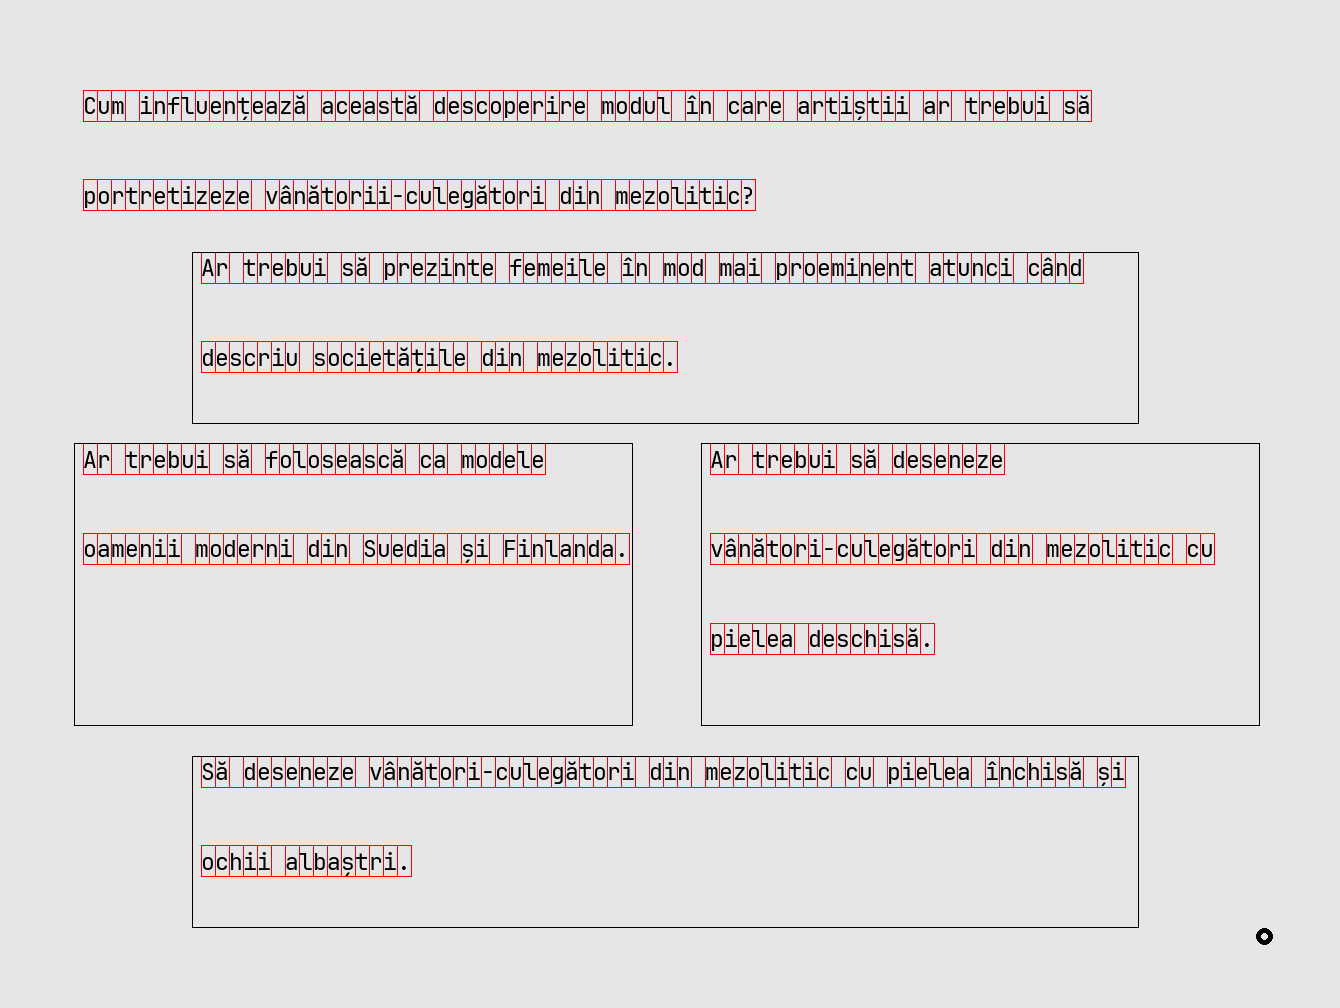 Cum influențează această descoperire modul în care artiștii ar trebui să
portretizeze vânătorii-culegători din mezolitic?
Ar trebui să prezinte femeile în mod mai proeminent atunci când
descriu societățile din mezolitic.
Ar trebui să folosească ca modele
oamenii moderni din Suedia și Finlanda.
Ar trebui să deseneze
vânători-culegători din mezolitic cu
pielea deschisă.
Să deseneze vânători-culegători din mezolitic cu pielea închisă și
ochii albaștri.